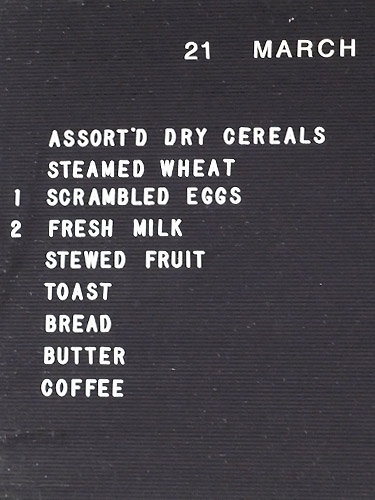 21 MARCH
ASSORT'D DRY CEREALS
STEAMED WHEAT
1 SCRAMBLED EGGS
2 FRESH MILK
STEWED FRUIT
TOAST
BREAD
BUTTER
COFFEE